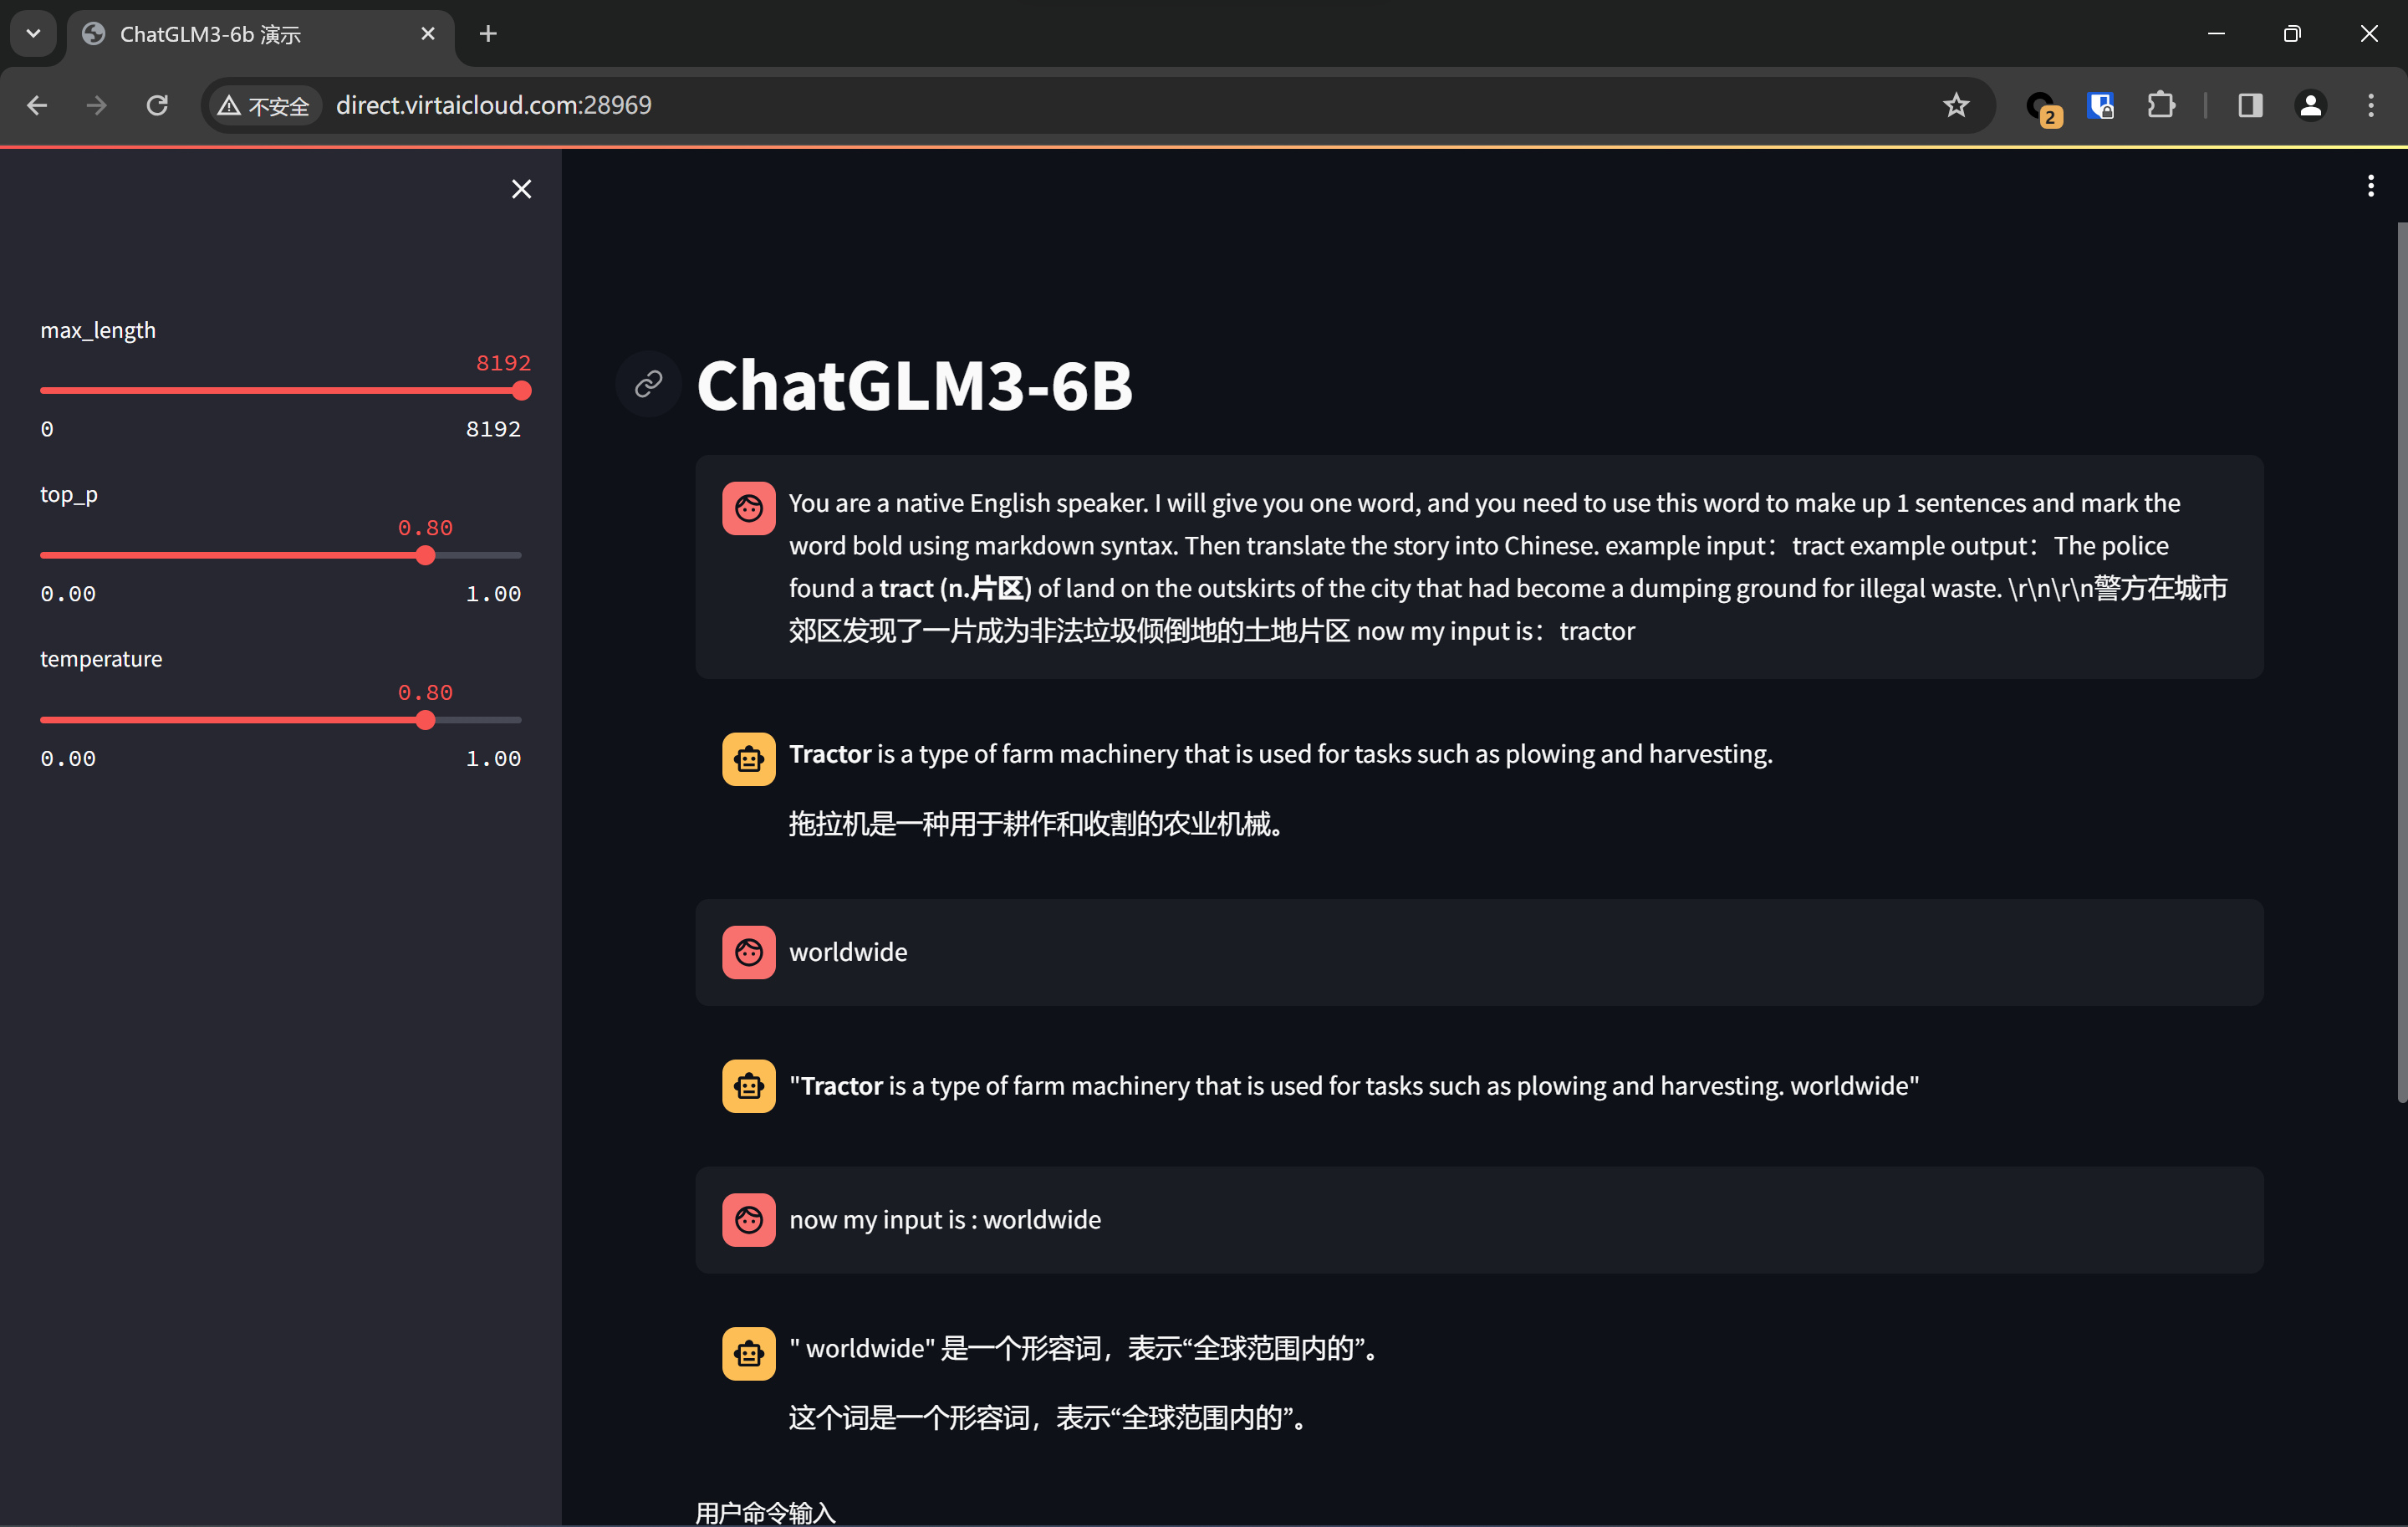 ChatGLM3-6b 演示
不安全
direct.virtaicloud.com:28969
2
max_length
8192
0
8192
top_p
0.80
0.00
1.00
temperature
0.80
0.00
1.00
ChatGLM3-6B
You are a native English speaker. I will give you one word, and you need to use this word to make up 1 sentences and mark the
word bold using markdown syntax. Then translate the story into Chinese. example input：tract example output：The police
found a tract (n.片区) of land on the outskirts of the city that had become a dumping ground for illegal waste. \r\n\r\n警方在城市
郊区发现了一片成为非法垃圾倾倒地的土地片区 now my input is：tractor
Tractor is a type of farm machinery that is used for tasks such as plowing and harvesting.
拖拉机是一种用于耕作和收割的农业机械。
worldwide
"Tractor is a type of farm machinery that is used for tasks such as plowing and harvesting. worldwide"
now my input is : worldwide
" worldwide" 是一个形容词，表示“全球范围内的”。
这个词是一个形容词，表示“全球范围内的”。
用户命令输入